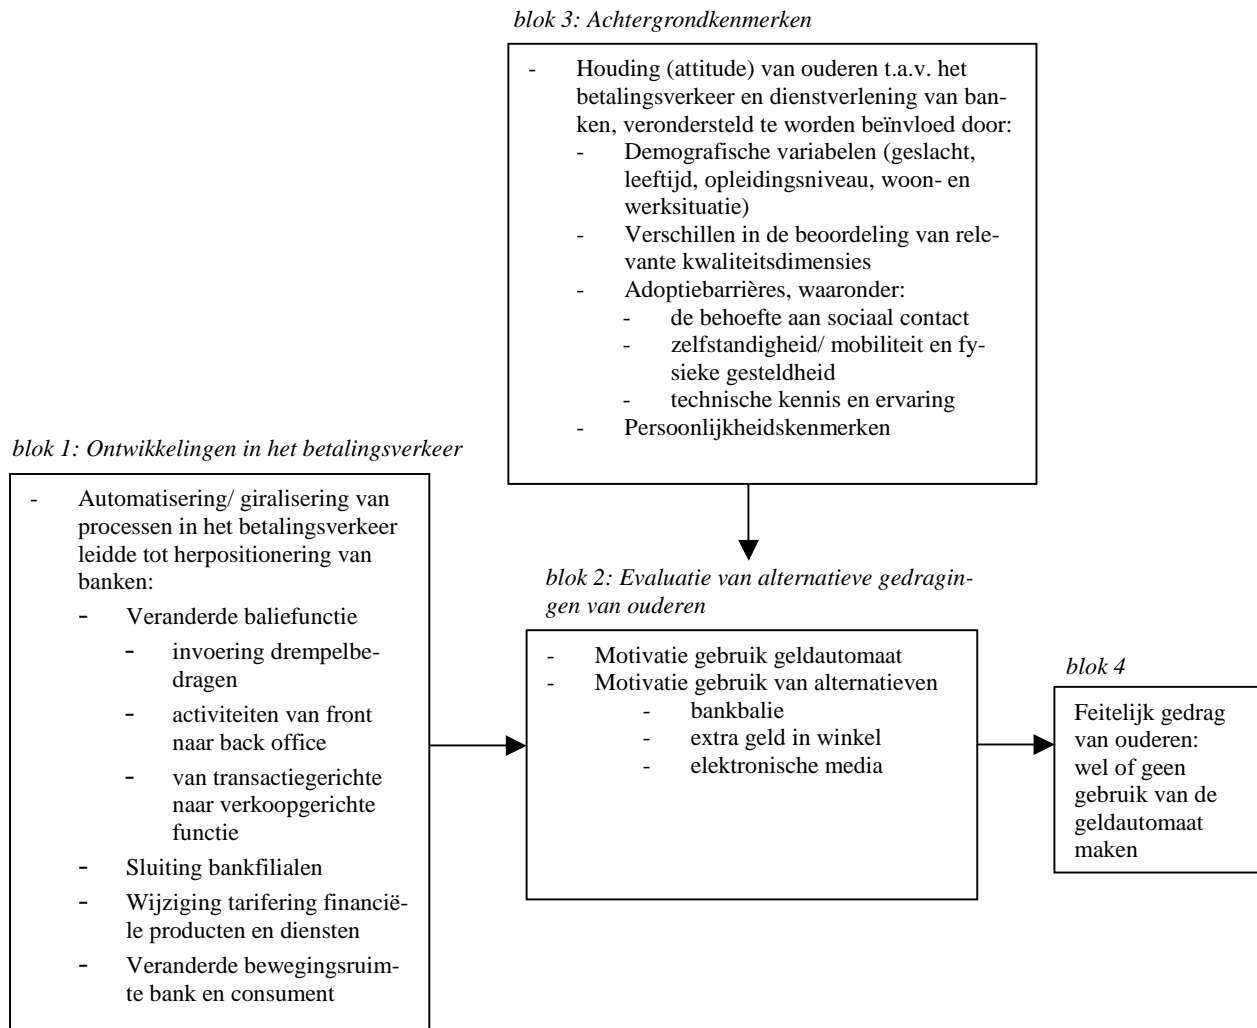 blok 3: Achtergrondkenmerken
- Houding (attitude) van ouderen t.a.v. het
betalingsverkeer en dienstverlening van ban-
ken, verondersteld te worden beïnvloed door:
- Demografische variabelen (geslacht,
leeftijd, opleidingsniveau, woon- en
werksituatie)
- Verschillen in de beoordeling van rele-
vante kwaliteitsdimensies
- Adoptiebarrières, waaronder:
- de behoefte aan sociaal contact
- zelfstandigheid/ mobiliteit en fy-
sieke gesteldheid
- technische kennis en ervaring
- Persoonlijkheidskenmerken
blok 1: Ontwikkelingen in het betalingsverkeer
- Automatisering/ giralisering van
processen in het betalingsverkeer
leidde tot herpositionering van
banken:
- Veranderde baliefunctie
- invoering drempelbe-
dragen
- activiteiten van front
naar back office
- van transactiegerichte
naar verkoopgerichte
functie
- Sluiting bankfilialen
- Wijziging tarifering financië-
le producten en diensten
- Veranderde bewegingsruim-
te bank en consument
blok 2: Evaluatie van alternatieve gedragin-
gen van ouderen
- Motivatie gebruik geldautomaat
- Motivatie gebruik van alternatieven
- bankbalie
- extra geld in winkel
- elektronische media
blok 4
Feitelijk gedrag
van ouderen:
wel of geen
gebruik van de
geldautomaat
maken